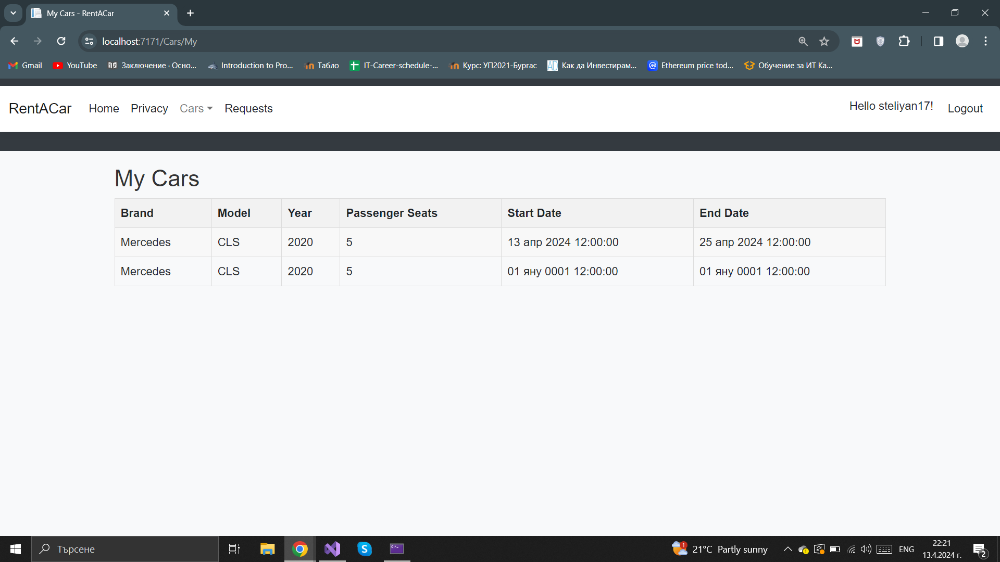 My Cars - RentACar
localhost:7171/Cars/My
Gmail YouTube Заключение · Осно... Introduction to Pro... Табло IT-Career-schedule-... Курс: УП2021-Бургас Как да Инвестирам... Ethereum price tod... Обучение за ИТ Ка...
RentACar Home Privacy Cars Requests Hello steliyan17! Logout
My Cars
Brand Model Year Passenger Seats Start Date End Date
Mercedes CLS 2020 5 13 апр 2024 12:00:00 25 апр 2024 12:00:00
Mercedes CLS 2020 5 01 яну 0001 12:00:00 01 яну 0001 12:00:00
Търсене 1 21°C Partly sunny ENG 22:21
13.4.2024 г. 2